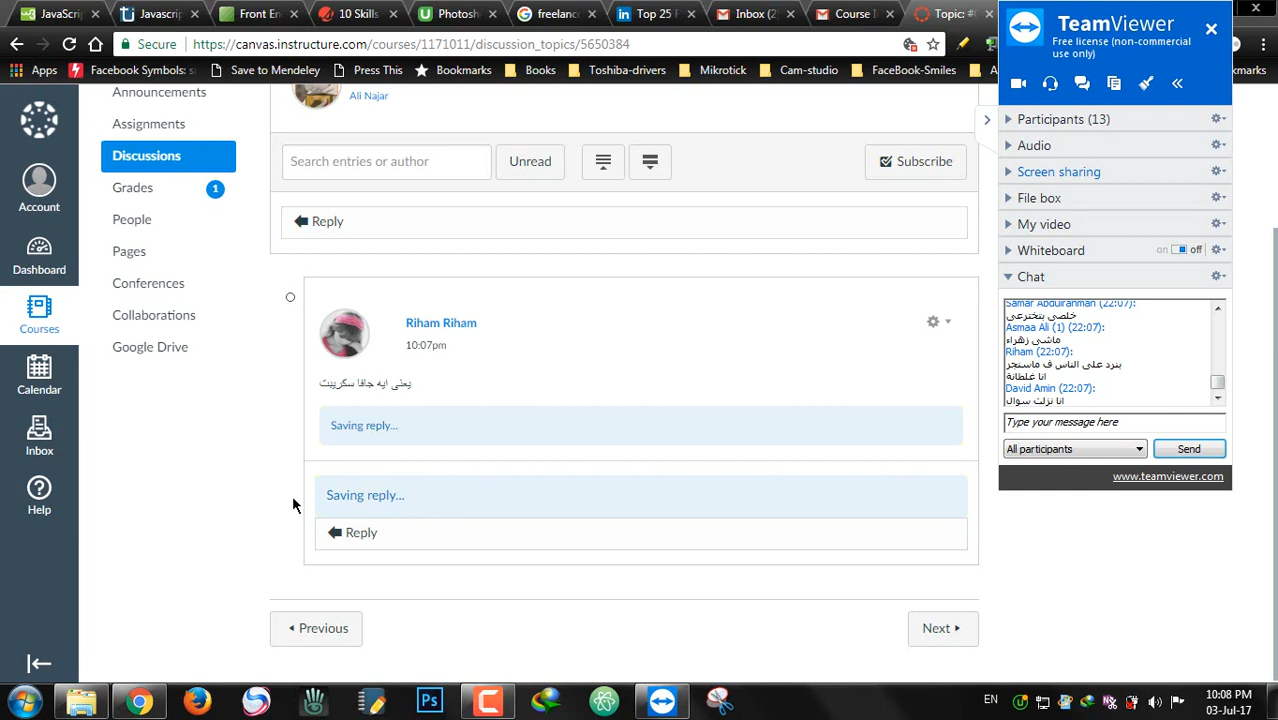 JavaScri
Javascrip
Front En
10 Skills
Photosh
freelanc
Top 25 F
Inbox (2
Course I
Topic: #
Secure
https://canvas.instructure.com/courses/1171011/discussion_topics/5650384
Apps
Facebook Symbols: s
Save to Mendeley
Press This
Bookmarks
Books
Toshiba-drivers
Mikrotick
Cam-studio
FaceBook-Smiles
TeamViewer
Free license (non-commercial
use only)
Participants (13)
Audio
Screen sharing
File box
My video
Whiteboard
on
off
Chat
Samar Abdulrahman (22:07):
خلصى بتخترعى
Asmaa Ali (1) (22:07):
ماشى زهراء
Riham (22:07):
بنرد على الناس ف ماسنجر
انا غلطانة
David Amin (22:07):
انا نزلت سوال
Type your message here
All participants
Send
www.teamviewer.com
Account
Dashboard
Courses
Calendar
Inbox
Help
Announcements
Assignments
Discussions
Grades
1
People
Pages
Conferences
Collaborations
Google Drive
Ali Najar
Search entries or author
Unread
Subscribe
Reply
Riham Riham
10:07pm
يعنى ايه جافا سكريبت
Saving reply...
Saving reply...
Reply
Previous
Next
Ps
EN
10:08 PM
03-Jul-17